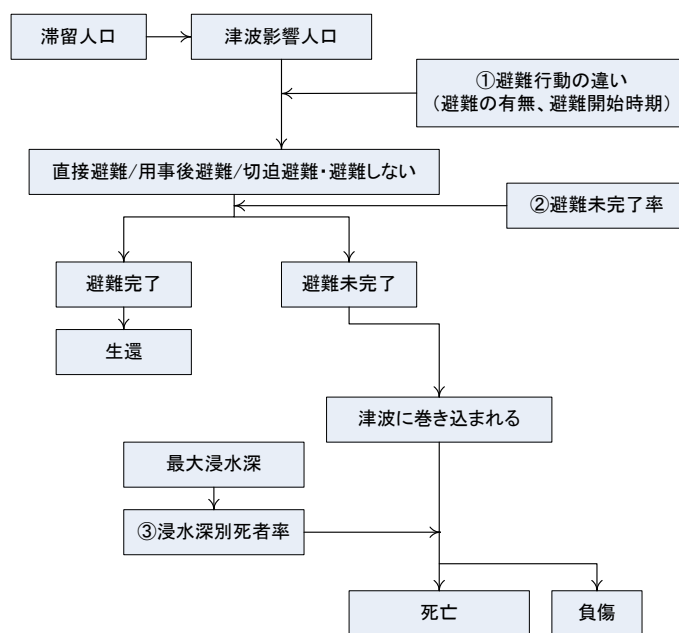 滞留人口
津波影響人口
①避難行動の違い
（避難の有無、避難開始時期）
直接避難/用事後避難/切迫避難・避難しない
②避難未完了率
避難完了
避難未完了
生還
津波に巻き込まれる
最大浸水深
③浸水深別死者率
死亡
負傷